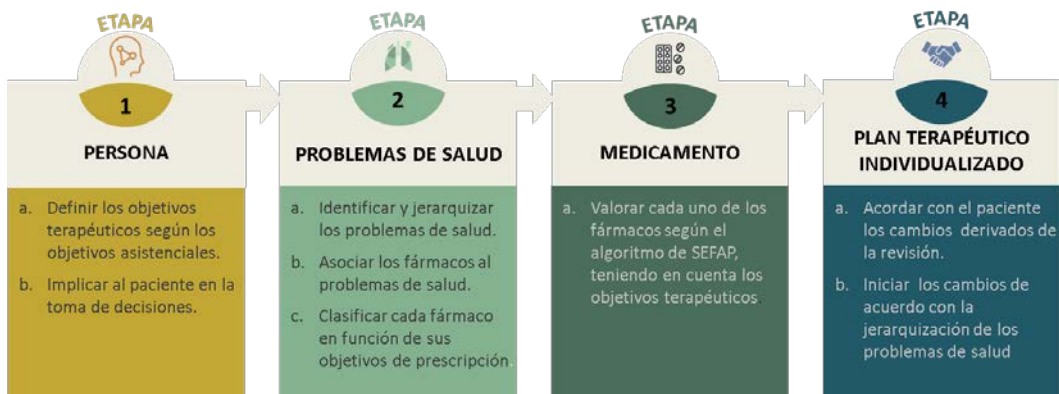 ETAPA
1
PERSONA
a. Definir los objetivos
terapéuticos según los
objetivos asistenciales.
b. Implicar al paciente en la
toma de decisiones.
ETAPA
2
PROBLEMAS DE SALUD
a. Identificar y jerarquizar
los problemas de salud.
b. Asociar los fármacos al
problemas de salud.
c. Clasificar cada fármaco
en función de sus
objetivos de prescripción.
ETAPA
3
MEDICAMENTO
a. Valorar cada uno de los
fármacos según el
algoritmo de SEFAP,
teniendo en cuenta los
objetivos terapéuticos.
ETAPA
4
PLAN TERAPÉUTICO
INDIVIDUALIZADO
a. Acordar con el paciente
los cambios derivados de
la revisión.
b. Iniciar los cambios de
acuerdo con la
jerarquización de los
problemas de salud